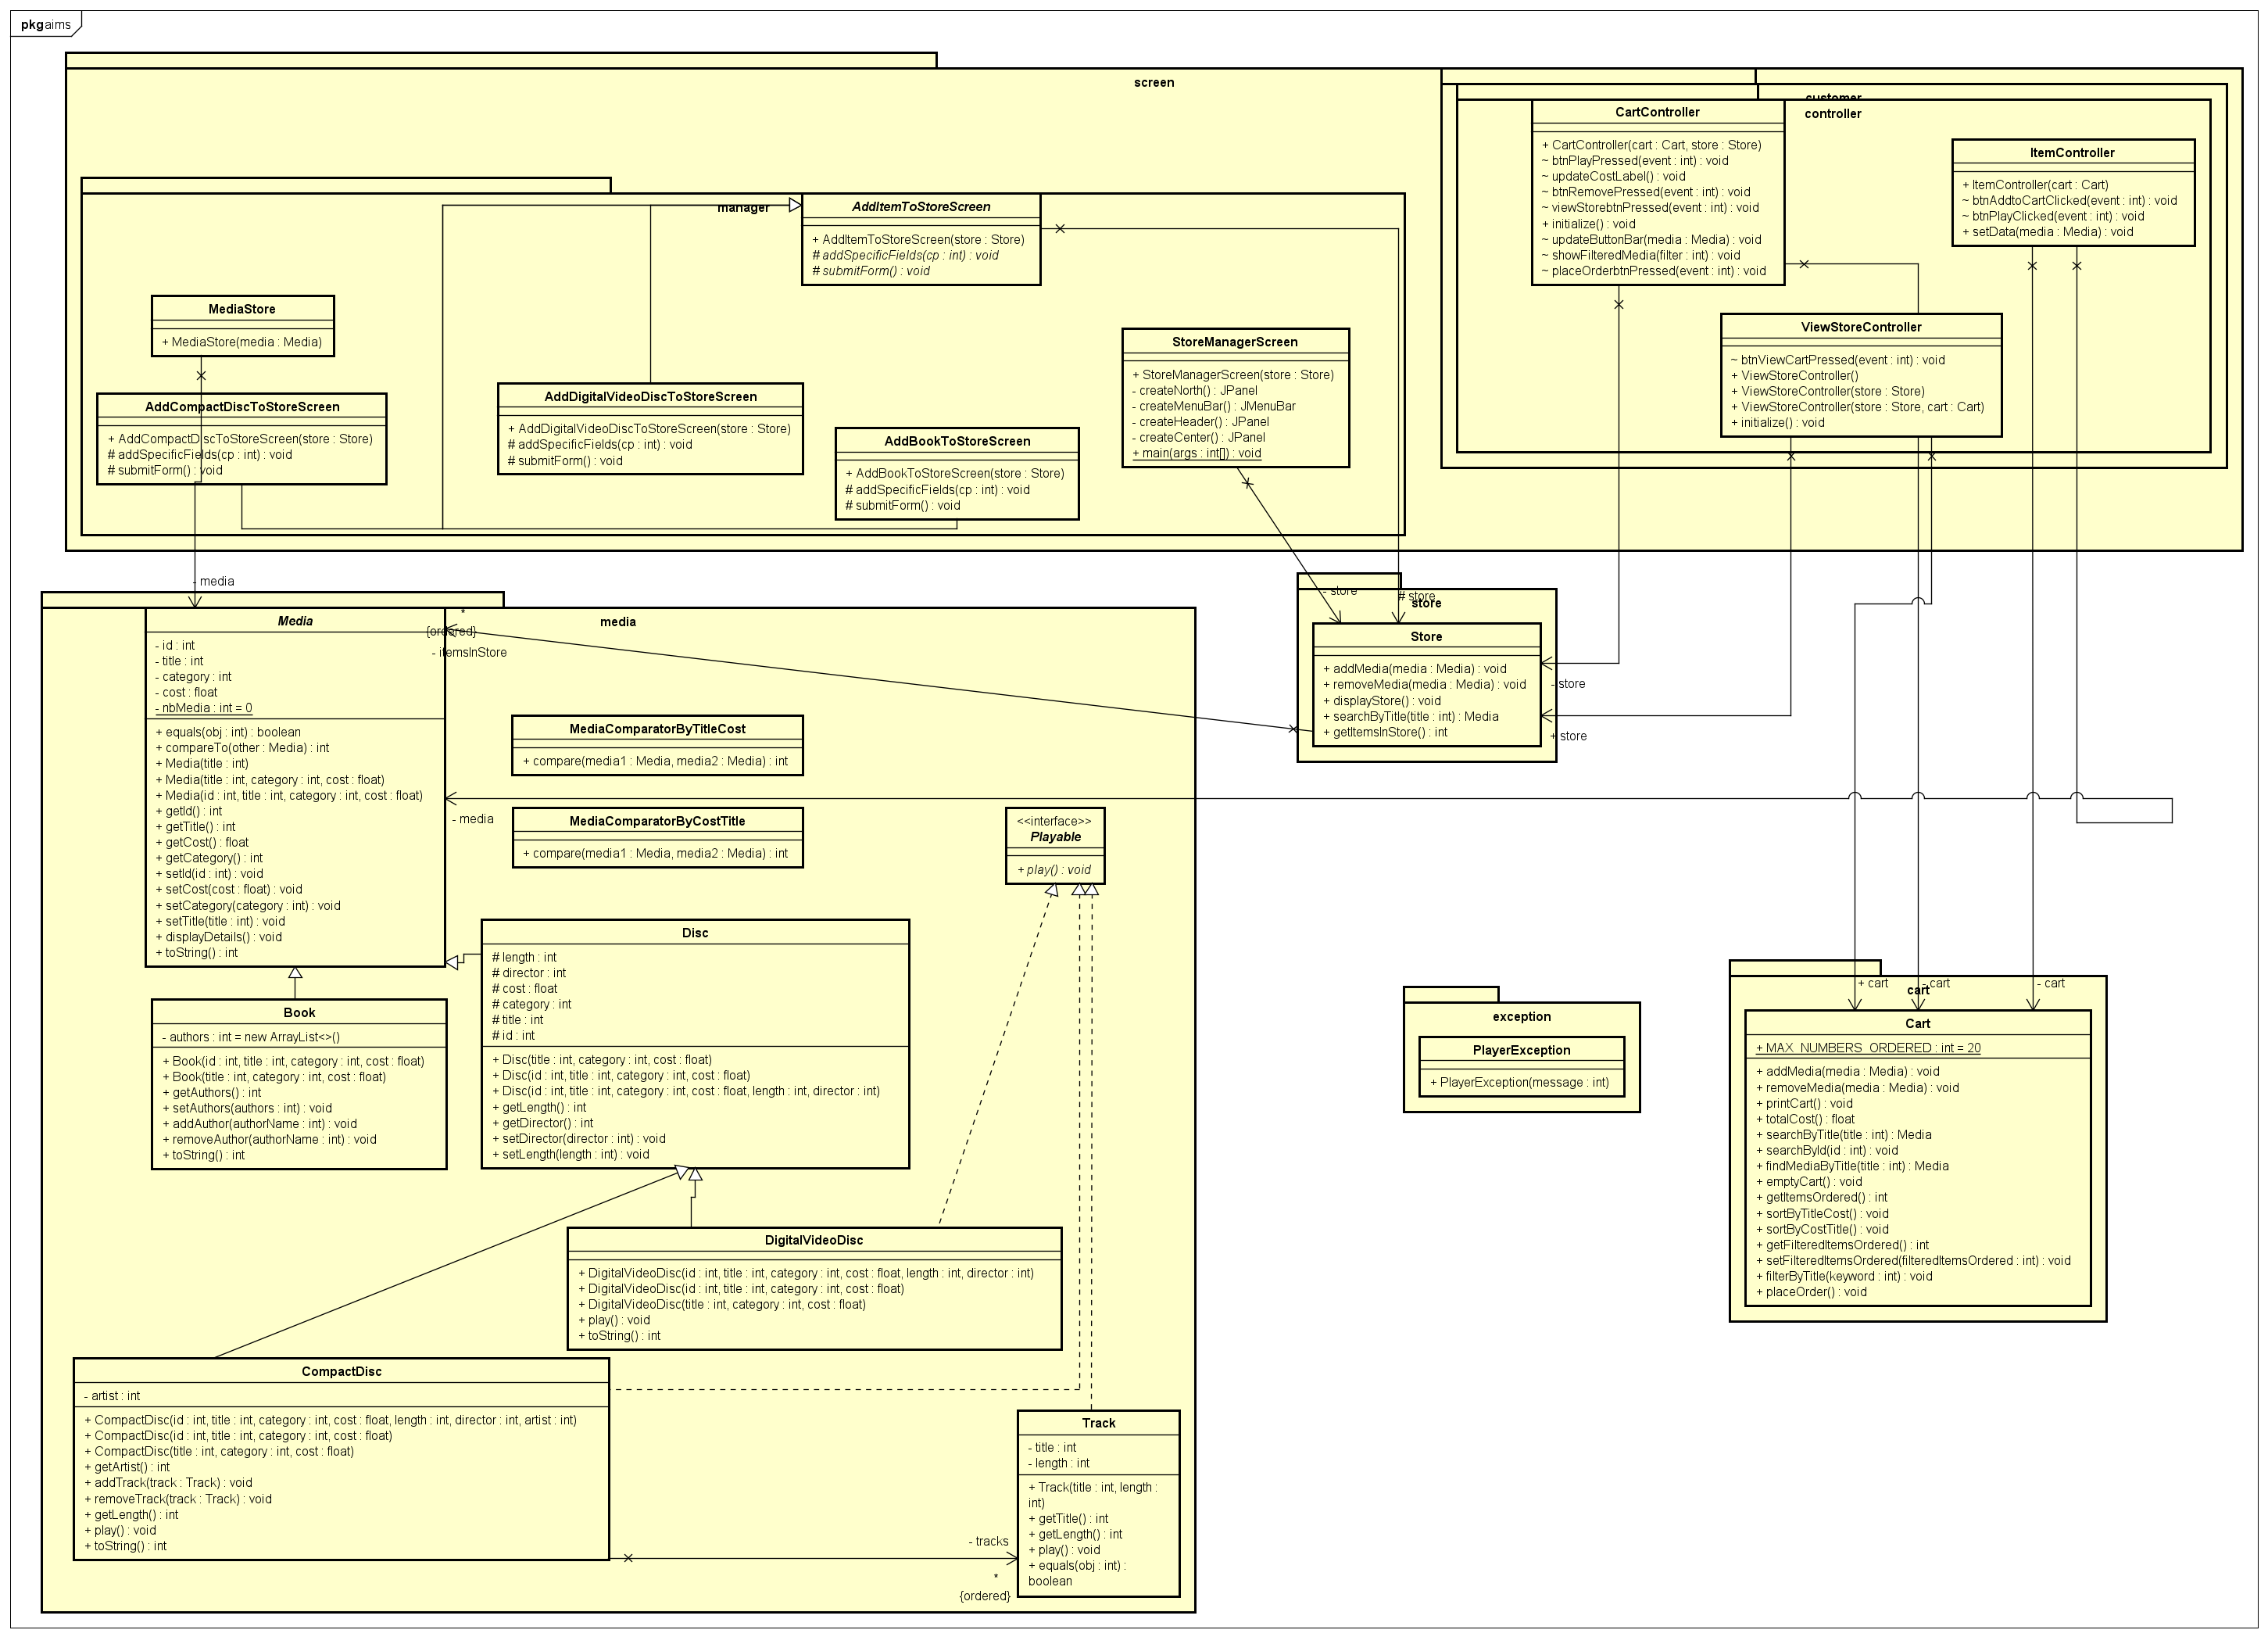 pkg aims
screen
customer
controller
CartController
+ CartController(cart : Cart, store : Store)
~ btnPlayPressed(event : int) : void
~ updateCostLabel() : void
~ btnRemovePressed(event : int) : void
~ viewStorebtnPressed(event : int) : void
+ initialize() : void
~ updateButtonBar(media : Media) : void
~ showFilteredMedia(filter : int) : void
~ placeOrderbtnPressed(event : int) : void
ItemController
+ ItemController(cart : Cart)
~ btnAddtoCartClicked(event : int) : void
~ btnPlayClicked(event : int) : void
+ setData(media : Media) : void
ViewStoreController
~ btnViewCartPressed(event : int) : void
+ ViewStoreController()
+ ViewStoreController(store : Store)
+ ViewStoreController(store : Store, cart : Cart)
+ initialize() : void
manager
AddItemToStoreScreen
+ AddItemToStoreScreen(store : Store)
# addSpecificFields(cp : int) : void
# submitForm() : void
MediaStore
+ MediaStore(media : Media)
AddCompactDiscToStoreScreen
+ AddCompactDiscToStoreScreen(store : Store)
# addSpecificFields(cp : int) : void
# submitForm() : void
AddDigitalVideoDiscToStoreScreen
+ AddDigitalVideoDiscToStoreScreen(store : Store)
# addSpecificFields(cp : int) : void
# submitForm() : void
AddBookToStoreScreen
+ AddBookToStoreScreen(store : Store)
# addSpecificFields(cp : int) : void
# submitForm() : void
StoreManagerScreen
+ StoreManagerScreen(store : Store)
- createNorth() : JPanel
- createMenuBar() : JMenuBar
- createHeader() : JPanel
- createCenter() : JPanel
+ main(args : int[]) : void
- media
- store
# store
store
Store
+ addMedia(media : Media) : void
+ removeMedia(media : Media) : void
+ displayStore() : void
+ searchByTitle(title : int) : Media
+ getItemsInStore() : int
- store
+ store
media
*
{ordered}
- itemsInStore
Media
- id : int
- title : int
- category : int
- cost : float
- nbMedia : int = 0
+ equals(obj : int) : boolean
+ compareTo(other : Media) : int
+ Media(title : int)
+ Media(title : int, category : int, cost : float)
+ Media(id : int, title : int, category : int, cost : float)
+ getId() : int
+ getTitle() : int
+ getCost() : float
+ getCategory() : int
+ setId(id : int) : void
+ setCost(cost : float) : void
+ setCategory(category : int) : void
+ setTitle(title : int) : void
+ displayDetails() : void
+ toString() : int
- media
MediaComparatorByTitleCost
+ compare(media1 : Media, media2 : Media) : int
MediaComparatorByCostTitle
+ compare(media1 : Media, media2 : Media) : int
<<interface>>
Playable
+ play() : void
Disc
# length : int
# director : int
# cost : float
# category : int
# title : int
# id : int
+ Disc(title : int, category : int, cost : float)
+ Disc(id : int, title : int, category : int, cost : float)
+ Disc(id : int, title : int, category : int, cost : float, length : int, director : int)
+ getLength() : int
+ getDirector() : int
+ setDirector(director : int) : void
+ setLength(length : int) : void
Book
- authors : int = new ArrayList<>()
+ Book(id : int, title : int, category : int, cost : float)
+ Book(title : int, category : int, cost : float)
+ getAuthors() : int
+ setAuthors(authors : int) : void
+ addAuthor(authorName : int) : void
+ removeAuthor(authorName : int) : void
+ toString() : int
DigitalVideoDisc
+ DigitalVideoDisc(id : int, title : int, category : int, cost : float, length : int, director : int)
+ DigitalVideoDisc(id : int, title : int, category : int, cost : float)
+ DigitalVideoDisc(title : int, category : int, cost : float)
+ play() : void
+ toString() : int
CompactDisc
- artist : int
+ CompactDisc(id : int, title : int, category : int, cost : float, length : int, director : int, artist : int)
+ CompactDisc(id : int, title : int, category : int, cost : float)
+ CompactDisc(title : int, category : int, cost : float)
+ getArtist() : int
+ addTrack(track : Track) : void
+ removeTrack(track : Track) : void
+ getLength() : int
+ play() : void
+ toString() : int
- tracks
*
{ordered}
Track
- title : int
- length : int
+ Track(title : int, length :
int)
+ getTitle() : int
+ getLength() : int
+ play() : void
+ equals(obj : int) :
boolean
exception
PlayerException
+ PlayerException(message : int)
+ cart
- cart
- cart
cart
Cart
+ MAX_NUMBERS_ORDERED : int = 20
+ addMedia(media : Media) : void
+ removeMedia(media : Media) : void
+ printCart() : void
+ totalCost() : float
+ searchByTitle(title : int) : Media
+ searchById(id : int) : void
+ findMediaByTitle(title : int) : Media
+ emptyCart() : void
+ getItemsOrdered() : int
+ sortByTitleCost() : void
+ sortByCostTitle() : void
+ getFilteredItemsOrdered() : int
+ setFilteredItemsOrdered(filteredItemsOrdered : int) : void
+ filterByTitle(keyword : int) : void
+ placeOrder() : void